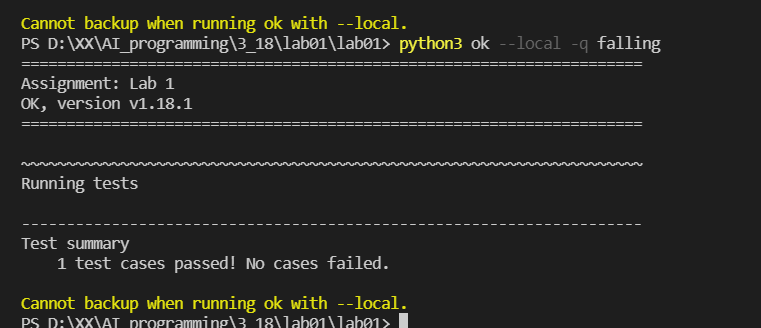 Cannot backup when running ok with --local.
PS D:\XX\AI_programming\3_18\lab01\lab01> python3 ok --local -q falling
=====================================================================
Assignment: Lab 1
OK, version v1.18.1
=====================================================================
~~~~~~~~~~~~~~~~~~~~~~~~~~~~~~~~~~~~~~~~~~~~~~~~~~~~~~~~~~~~~~~~~~~~~
Running tests
---------------------------------------------------------------------
Test summary
    1 test cases passed! No cases failed.
Cannot backup when running ok with --local.
PS D:\XX\AI_programming\3_18\lab01\lab01>